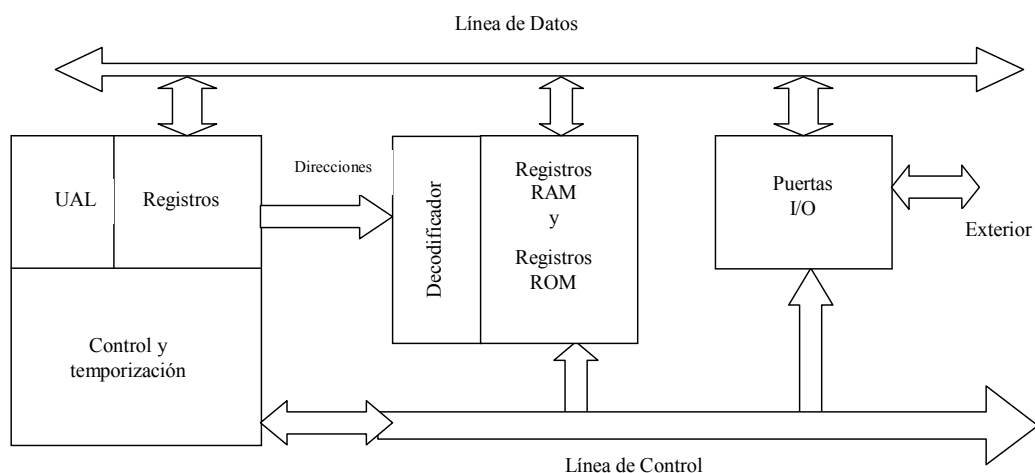 Línea de Datos
UAL
Registros
Direcciones
Decodificador
Registros
RAM
y
Registros
ROM
Puertas
I/O
Exterior
Control y
temporización
Línea de Control